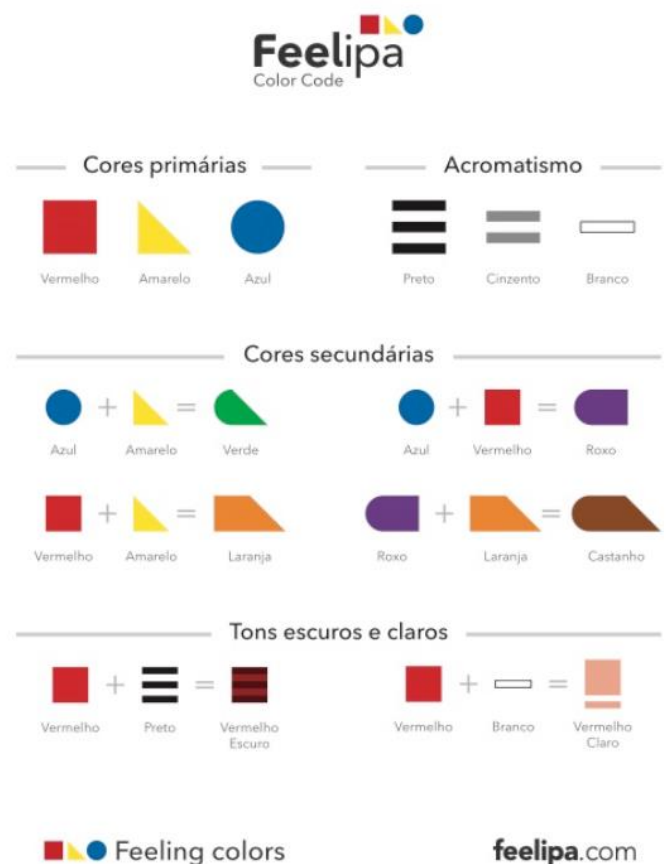 Feelipa
Color Code
Cores primárias
Acromatismo
Vermelho Amarelo Azul
Preto Cinzento Branco
Cores secundárias
+ =
+ =
Azul Amarelo Verde
Azul Vermelho Roxo
+ =
+ =
Vermelho Amarelo Laranja
Roxo Laranja Castanho
Tons escuros e claros
+ =
+ =
Vermelho Preto Vermelho Escuro
Vermelho Branco Vermelho Claro
Feeling colors
feelipa.com